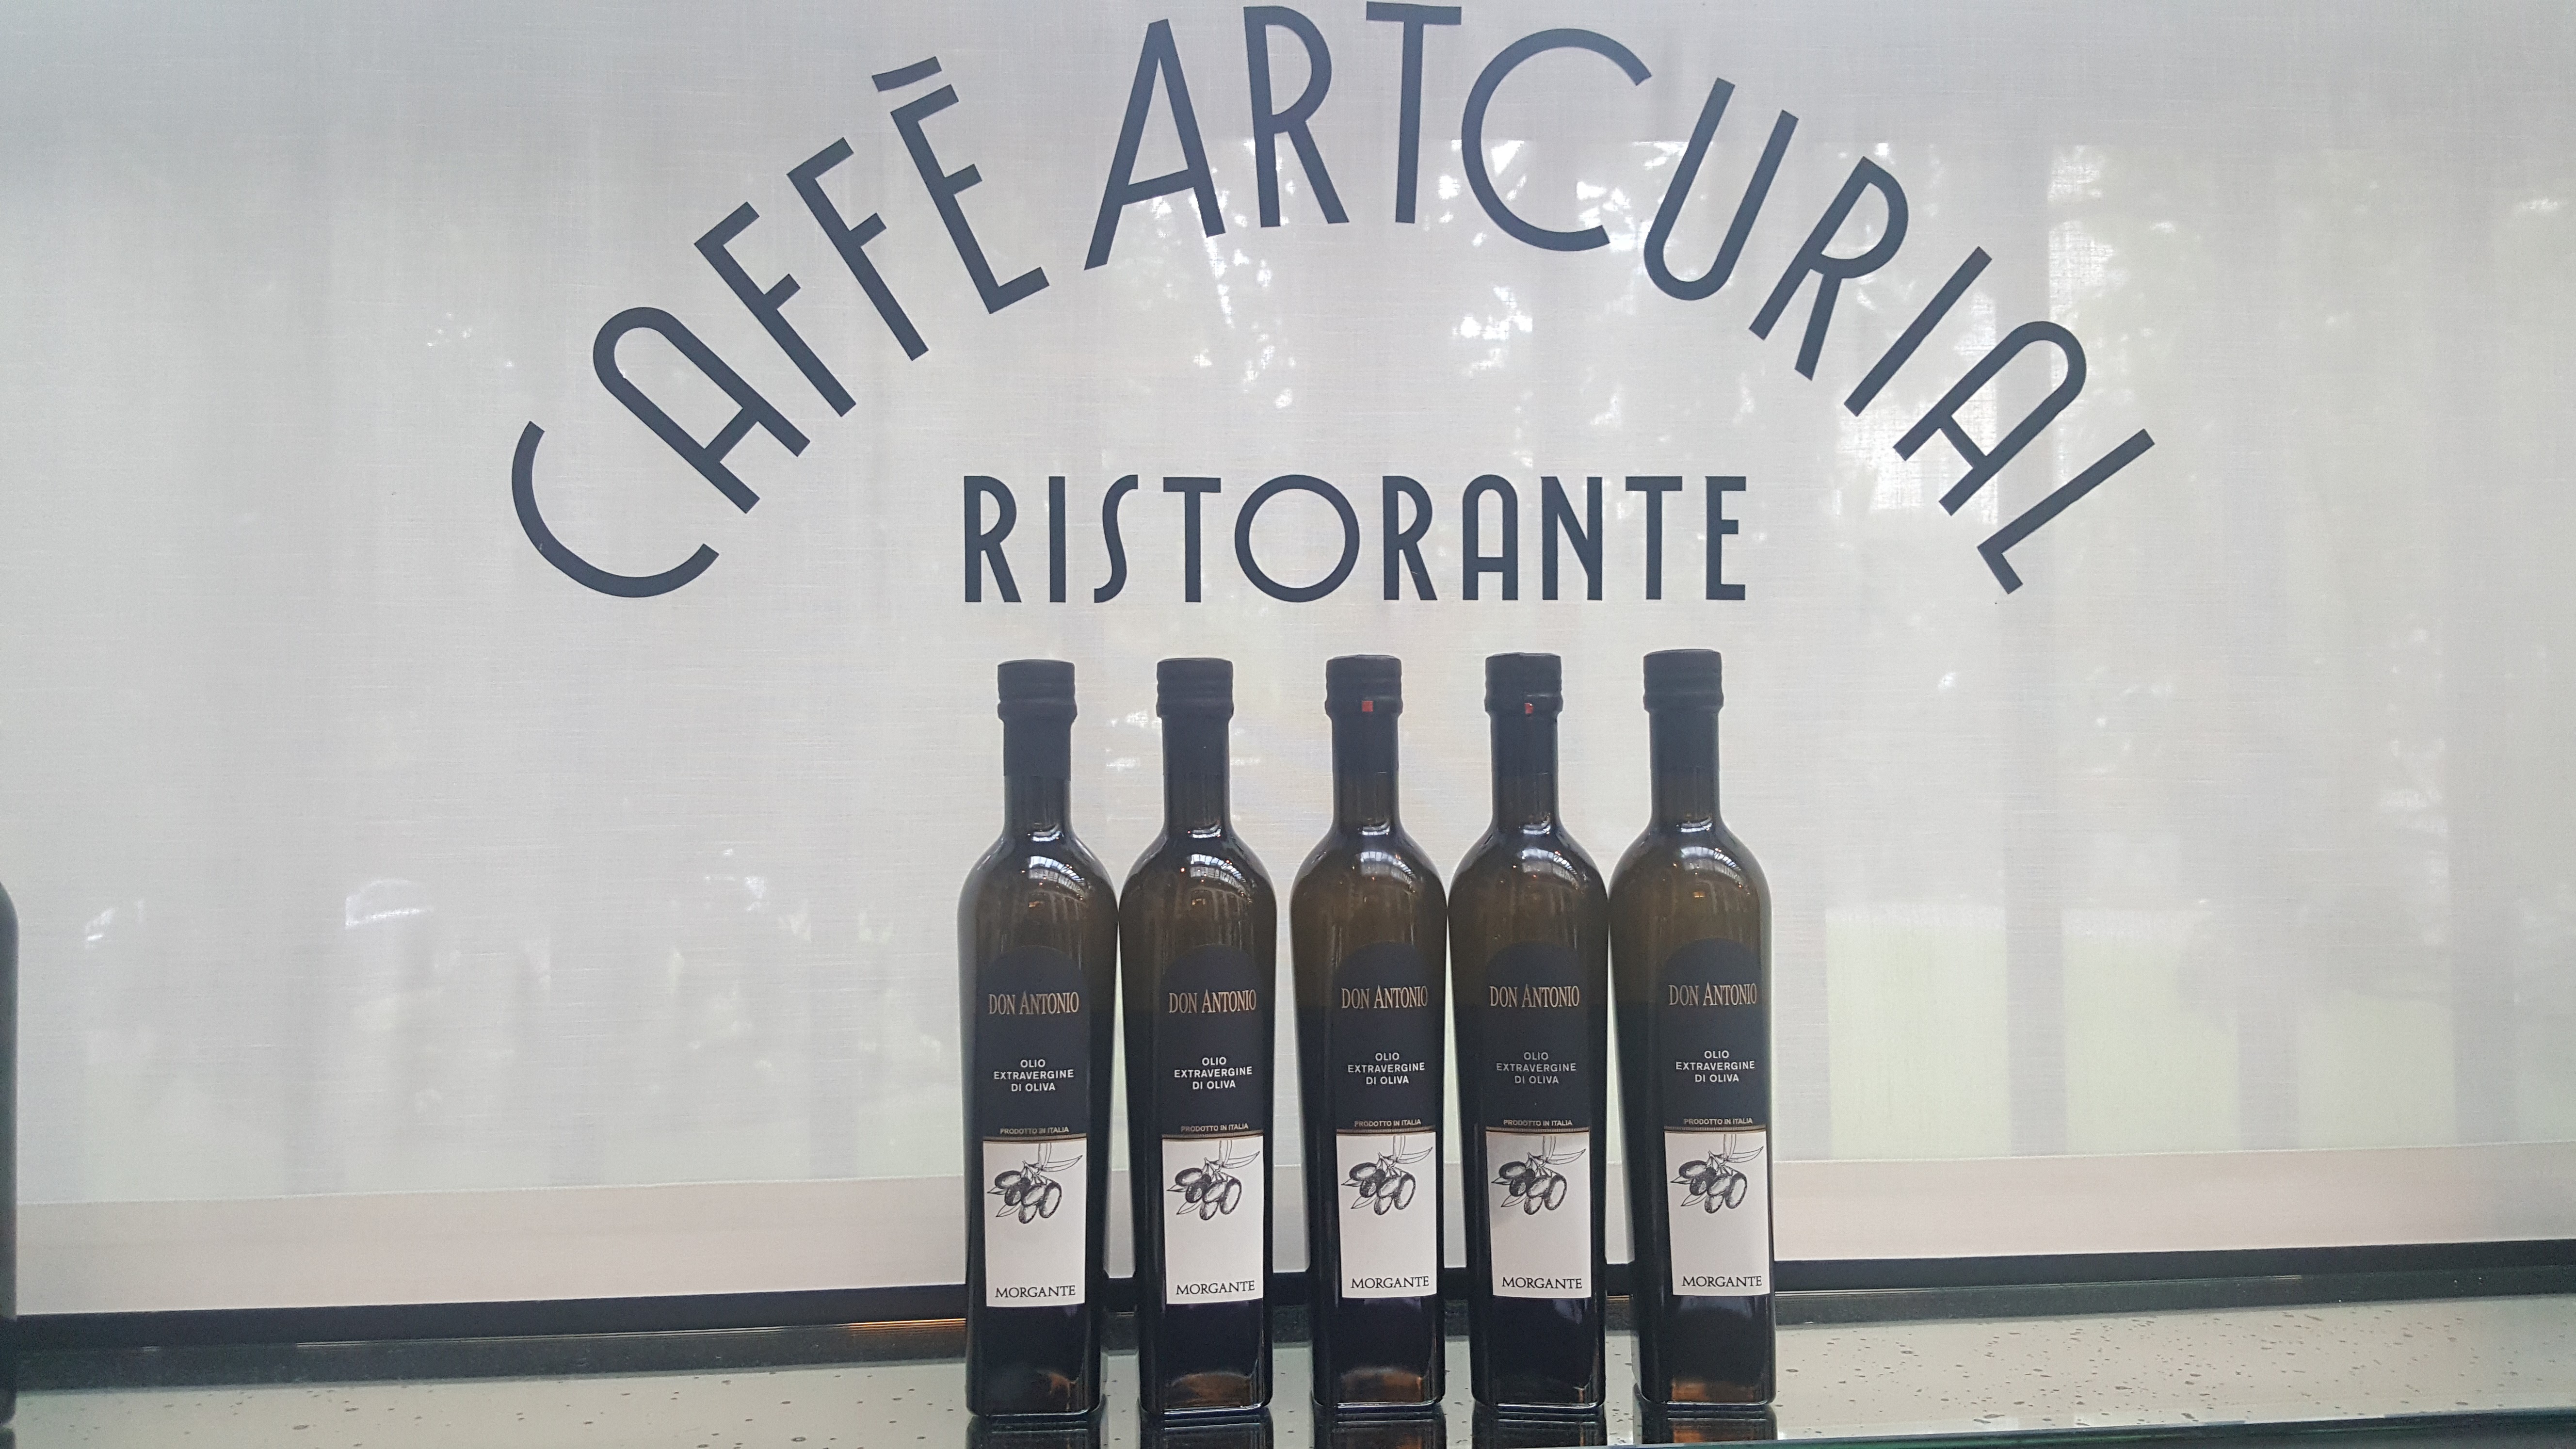 CAFFĒ ARTCURIAL
RISTORANTE
DON ANTONIO
OLIO
EXTRAVERGINE
DI OLIVA
PRODOTTO IN ITALIA
MORGANTE
DON ANTONIO
OLIO
EXTRAVERGINE
DI OLIVA
PRODOTTO IN ITALIA
MORGANTE
DON ANTONIO
OLIO
EXTRAVERGINE
DI OLIVA
PRODOTTO IN ITALIA
MORGANTE
DON ANTONIO
OLIO
EXTRAVERGINE
DI OLIVA
PRODOTTO IN ITALIA
MORGANTE
DON ANTONIO
OLIO
EXTRAVERGINE
DI OLIVA
PRODOTTO IN ITALIA
MORGANTE